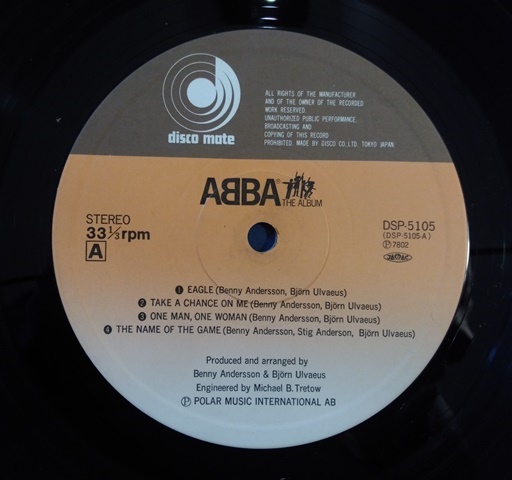 disco mate
ALL RIGHTS OF THE MANUFACTURER
AND OF THE OWNER OF THE RECORDED
WORK RESERVED.
UNAUTHORIZED PUBLIC PERFORMANCE,
BROADCASTING AND
COPYING OF THIS RECORD
PROHIBITED. MADE BY DISCO CO.,LTD. TOKYO JAPAN
ABBA
THE ALBUM
STEREO
33⅓rpm
A
DSP-5105
(DSP-5105-A)
Ⓟ7802
❶ EAGLE (Benny Andersson, Björn Ulvaeus)
❷ TAKE A CHANCE ON ME (Benny Andersson, Björn Ulvaeus)
❸ ONE MAN, ONE WOMAN (Benny Andersson, Björn Ulvaeus)
❹ THE NAME OF THE GAME (Benny Andersson, Stig Anderson, Björn Ulvaeus)
Produced and arranged by
Benny Andersson & Björn Ulvaeus
Engineered by Michael B. Tretow
Ⓟ POLAR MUSIC INTERNATIONAL AB